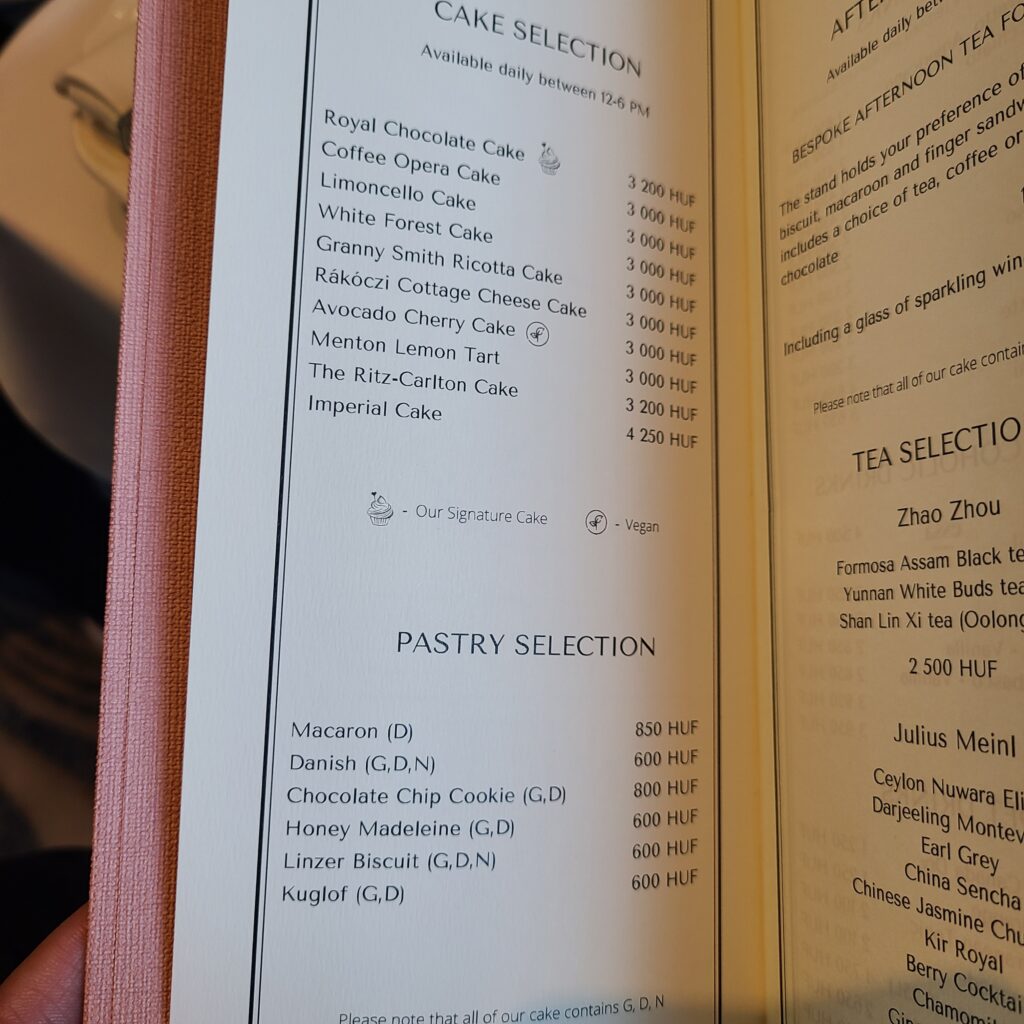 CAKE SELECTION
Available daily between 12-6 PM
Royal Chocolate Cake 3 200 HUF
Coffee Opera Cake 3 000 HUF
Limoncello Cake 3 000 HUF
White Forest Cake 3 000 HUF
Granny Smith Ricotta Cake 3 000 HUF
Rákóczi Cottage Cheese Cake 3 000 HUF
Avocado Cherry Cake 3 000 HUF
Menton Lemon Tart 3 000 HUF
The Ritz-Carlton Cake 3 200 HUF
Imperial Cake 4 250 HUF
- Our Signature Cake - Vegan
PASTRY SELECTION
Macaron (D) 850 HUF
Danish (G,D,N) 600 HUF
Chocolate Chip Cookie (G,D) 800 HUF
Honey Madeleine (G,D) 600 HUF
Linzer Biscuit (G,D,N) 600 HUF
Kuglof (G,D) 600 HUF
Please note that all of our cake contains G, D, N
Available daily
BESPOKE AFTERNOON TEA
The stand holds your preference of
biscuit, macaroon and finger
includes a choice of tea, coffee or
chocolate
Including a glass of sparkling
Please note that all of our cake
TEA
Zhao Zhou
Formosa Assam Black
Yunnan White Buds
Shan Lin Xi tea
2 500 HUF
Julius Meinl
Ceylon Nuwara
Darjeeling
Earl Grey
China Sencha
Chinese Jasmine
Kir Royal
Berry